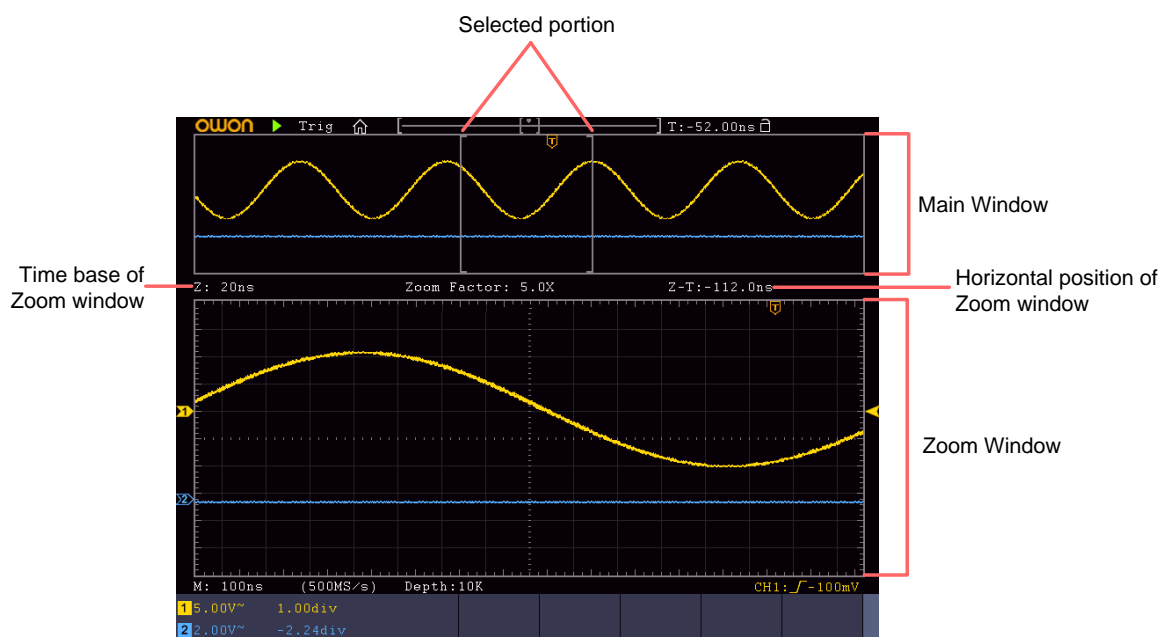 Selected portion
OWON Trig T:-52.00ns
T
Main Window
Time base of
Zoom window
Z: 20ns Zoom Factor: 5.0X Z-T:-112.0ns
Horizontal position of
Zoom window
T
1
Zoom Window
2
M: 100ns (500MS/s) Depth:10K CH1: -100mV
1 5.00V~ 1.00div
2 2.00V~ -2.24div